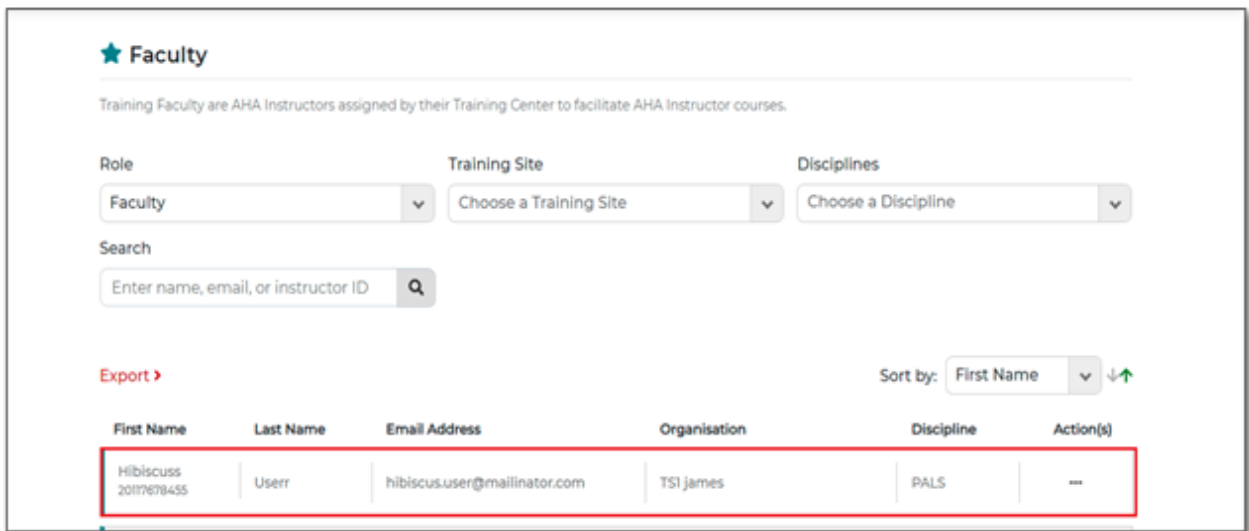 Faculty
Training Faculty are AHA Instructors assigned by their Training Center to facilitate AHA Instructor courses.
Role Training Site Disciplines
Faculty Choose a Training Site Choose a Discipline
Search
Enter name, email, or instructor ID
Export Sort by: First Name
First Name Last Name Email Address Organisation Discipline Action(s)
Hibiscuss
20117678455
Userr hibiscus.user@mailinator.com TS1 james PALS ...